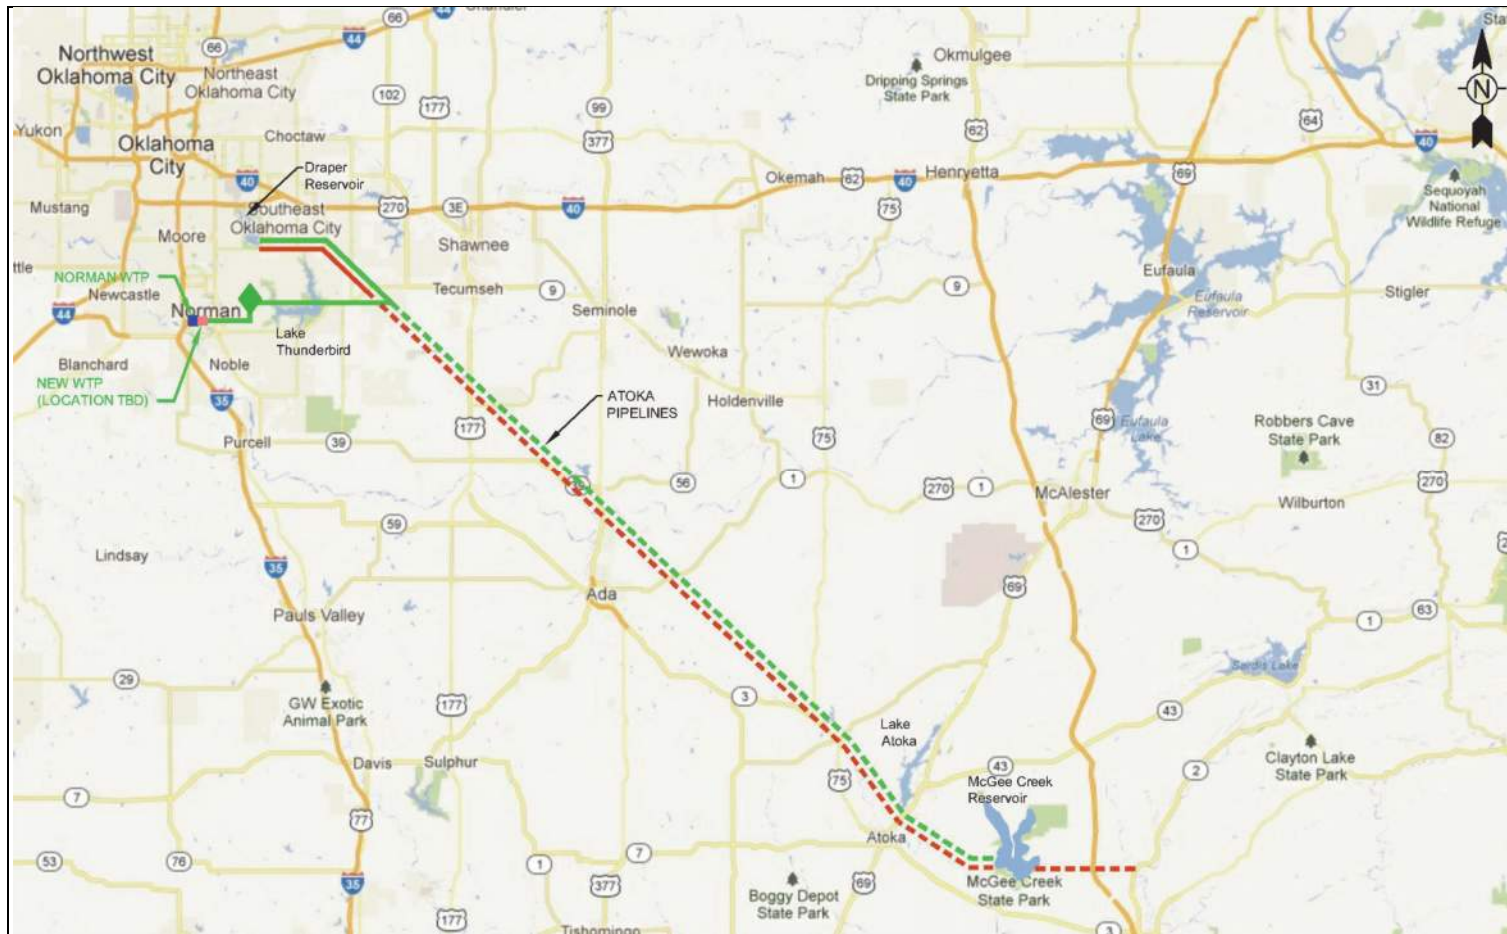 66
44
Chandler
Northwest
Oklahoma City
66
Northeast
Oklahoma City
44
102
177
99
377
Okmulgee
Dripping Springs
State Park
62
64
N
Yukon
Oklahoma
City
Choctaw
Draper
Reservoir
40
Okemah
62
40
Henryetta
69
40
Sequoyah
National
Wildlife Refuge
Mustang
Southeast
Oklahoma City
270
3E
40
75
Moore
Shawnee
NORMAN WTP
Newcastle
Tecumseh
9
9
Eufaula
Eufaula
Reservoir
Stigler
44
Norman
Lake
Thunderbird
Seminole
Blanchard
Noble
Wewoka
NEW WTP
(LOCATION TBD)
35
ATOKA
PIPELINES
Holdenville
31
69
Eufaula
Lake
Robbers Cave
State Park
Purcell
39
177
75
82
1
56
270
1
McAlester
270
Wilburton
270
59
1
Lindsay
35
Ada
69
Pauls Valley
63
1
29
GW Exotic
Animal Park
177
3
Sardis Lake
43
Lake
Atoka
Clayton Lake
State Park
Davis
Sulphur
75
43
2
McGee Creek
Reservoir
7
77
Atoka
53
76
35
1
7
377
Boggy Depot
State Park
69
McGee Creek
State Park
177
Tishomingo
3